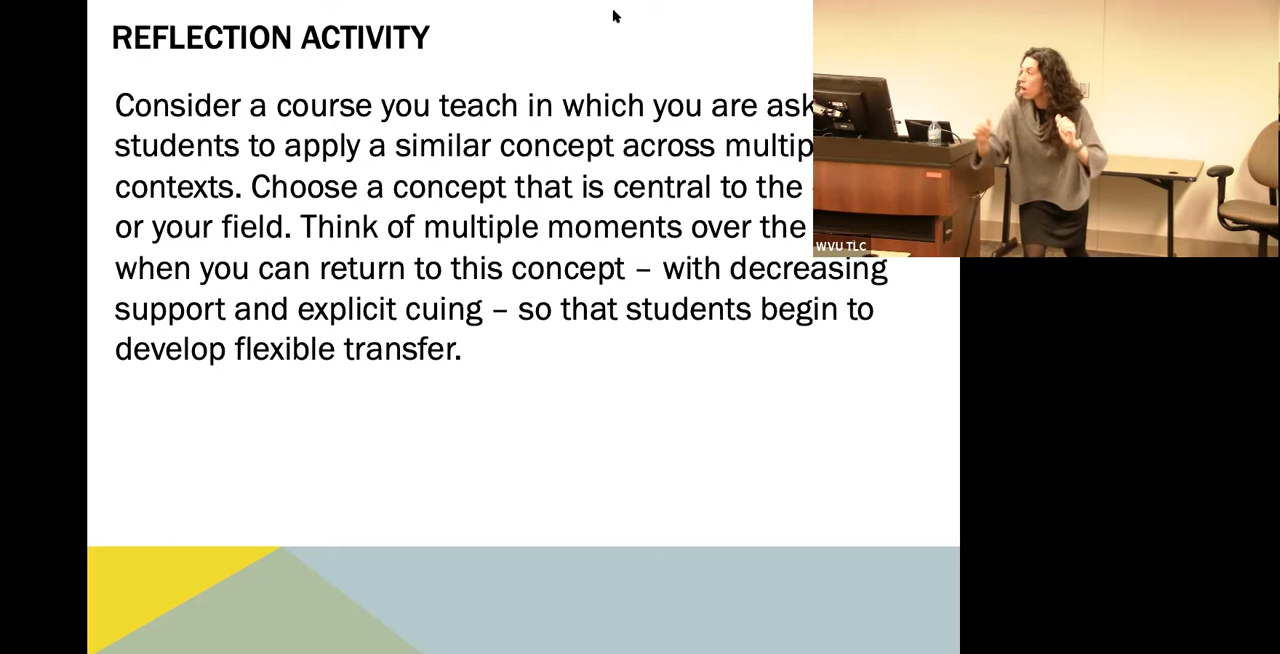 REFLECTION ACTIVITY
Consider a course you teach in which you are
students to apply a similar concept across
contexts. Choose a concept that is central to the
or your field. Think of multiple moments over the
when you can return to this concept – with decreasing
support and explicit cuing – so that students begin to
develop flexible transfer.
WVU TLC